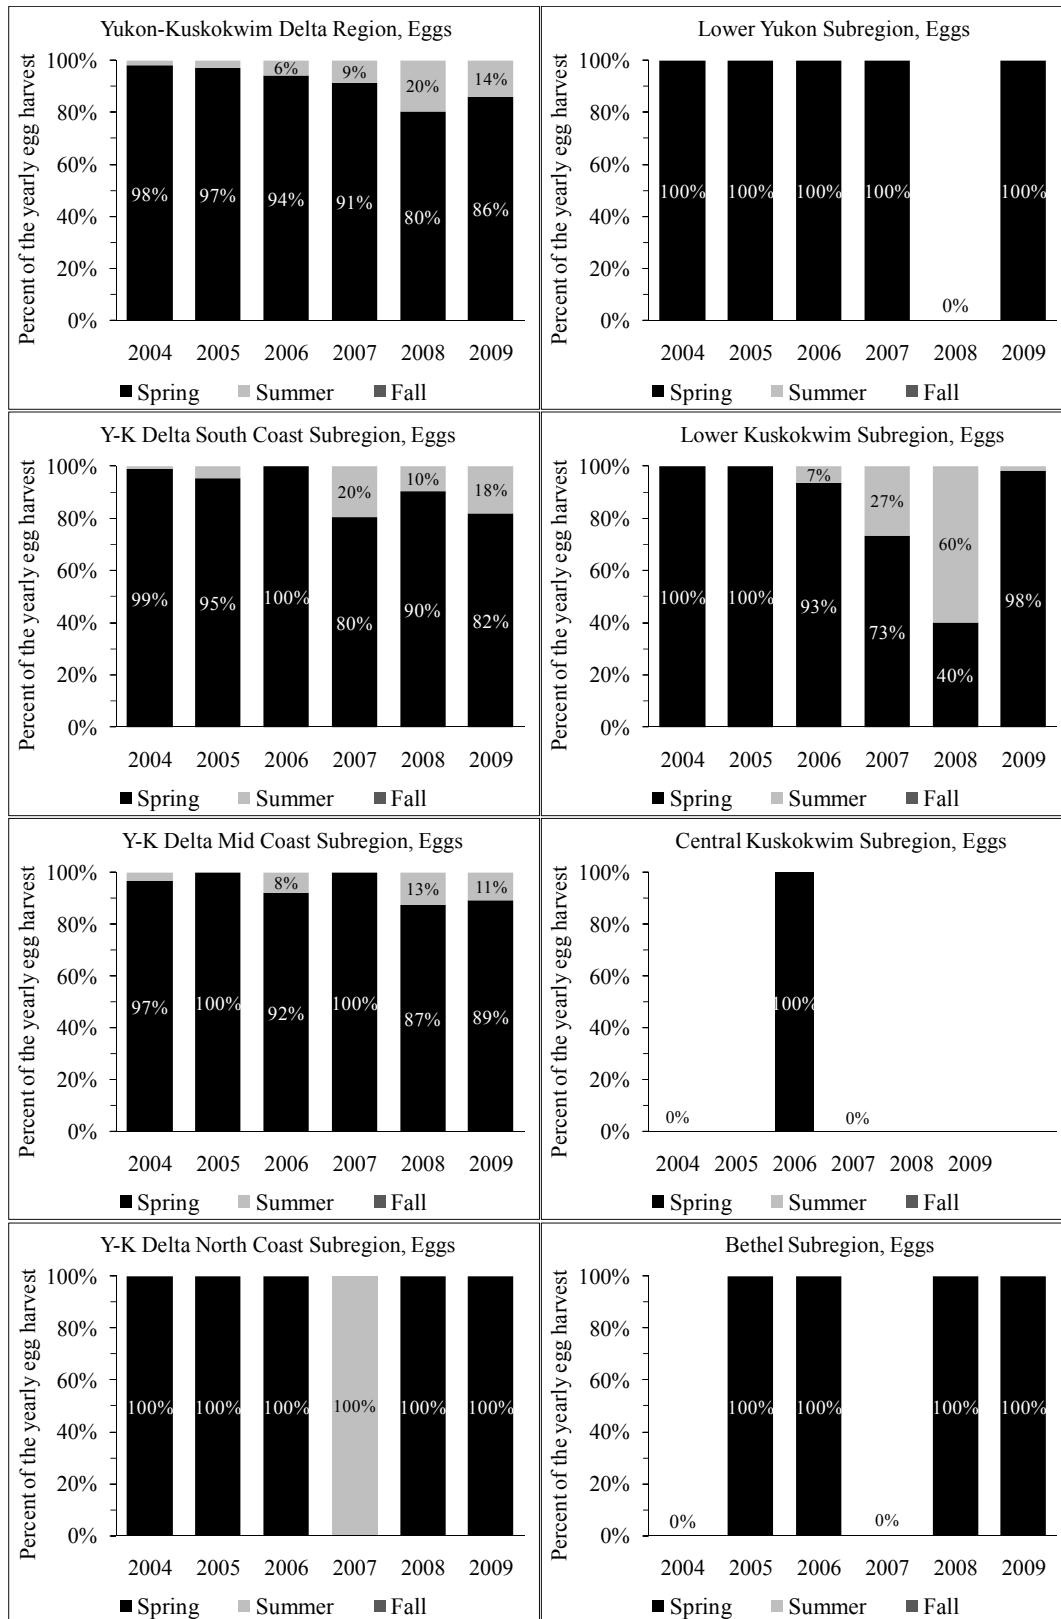 Yukon-Kuskokwim Delta Region, Eggs
Percent of the yearly egg harvest
100%
80%
60%
40%
20%
0%
6%
9%
20%
14%
98%
97%
94%
91%
80%
86%
2004 2005 2006 2007 2008 2009
Spring Summer Fall
Lower Yukon Subregion, Eggs
Percent of the yearly egg harvest
100%
80%
60%
40%
20%
0%
100% 100% 100% 100% 100%
0%
2004 2005 2006 2007 2008 2009
Spring Summer Fall
Y-K Delta South Coast Subregion, Eggs
Percent of the yearly egg harvest
100%
80%
60%
40%
20%
0%
20%
10%
18%
99%
95%
100%
80%
90%
82%
2004 2005 2006 2007 2008 2009
Spring Summer Fall
Lower Kuskokwim Subregion, Eggs
Percent of the yearly egg harvest
100%
80%
60%
40%
20%
0%
7%
27%
60%
100%
100%
93%
73%
40%
98%
2004 2005 2006 2007 2008 2009
Spring Summer Fall
Y-K Delta Mid Coast Subregion, Eggs
Percent of the yearly egg harvest
100%
80%
60%
40%
20%
0%
8%
13%
11%
97%
100%
92%
100%
87%
89%
2004 2005 2006 2007 2008 2009
Spring Summer Fall
Central Kuskokwim Subregion, Eggs
Percent of the yearly egg harvest
100%
80%
60%
40%
20%
0%
100%
0%
0%
2004 2005 2006 2007 2008 2009
Spring Summer Fall
Y-K Delta North Coast Subregion, Eggs
Percent of the yearly egg harvest
100%
80%
60%
40%
20%
0%
100% 100% 100% 100% 100% 100%
2004 2005 2006 2007 2008 2009
Spring Summer Fall
Bethel Subregion, Eggs
Percent of the yearly egg harvest
100%
80%
60%
40%
20%
0%
100% 100% 100% 100%
0%
0%
2004 2005 2006 2007 2008 2009
Spring Summer Fall